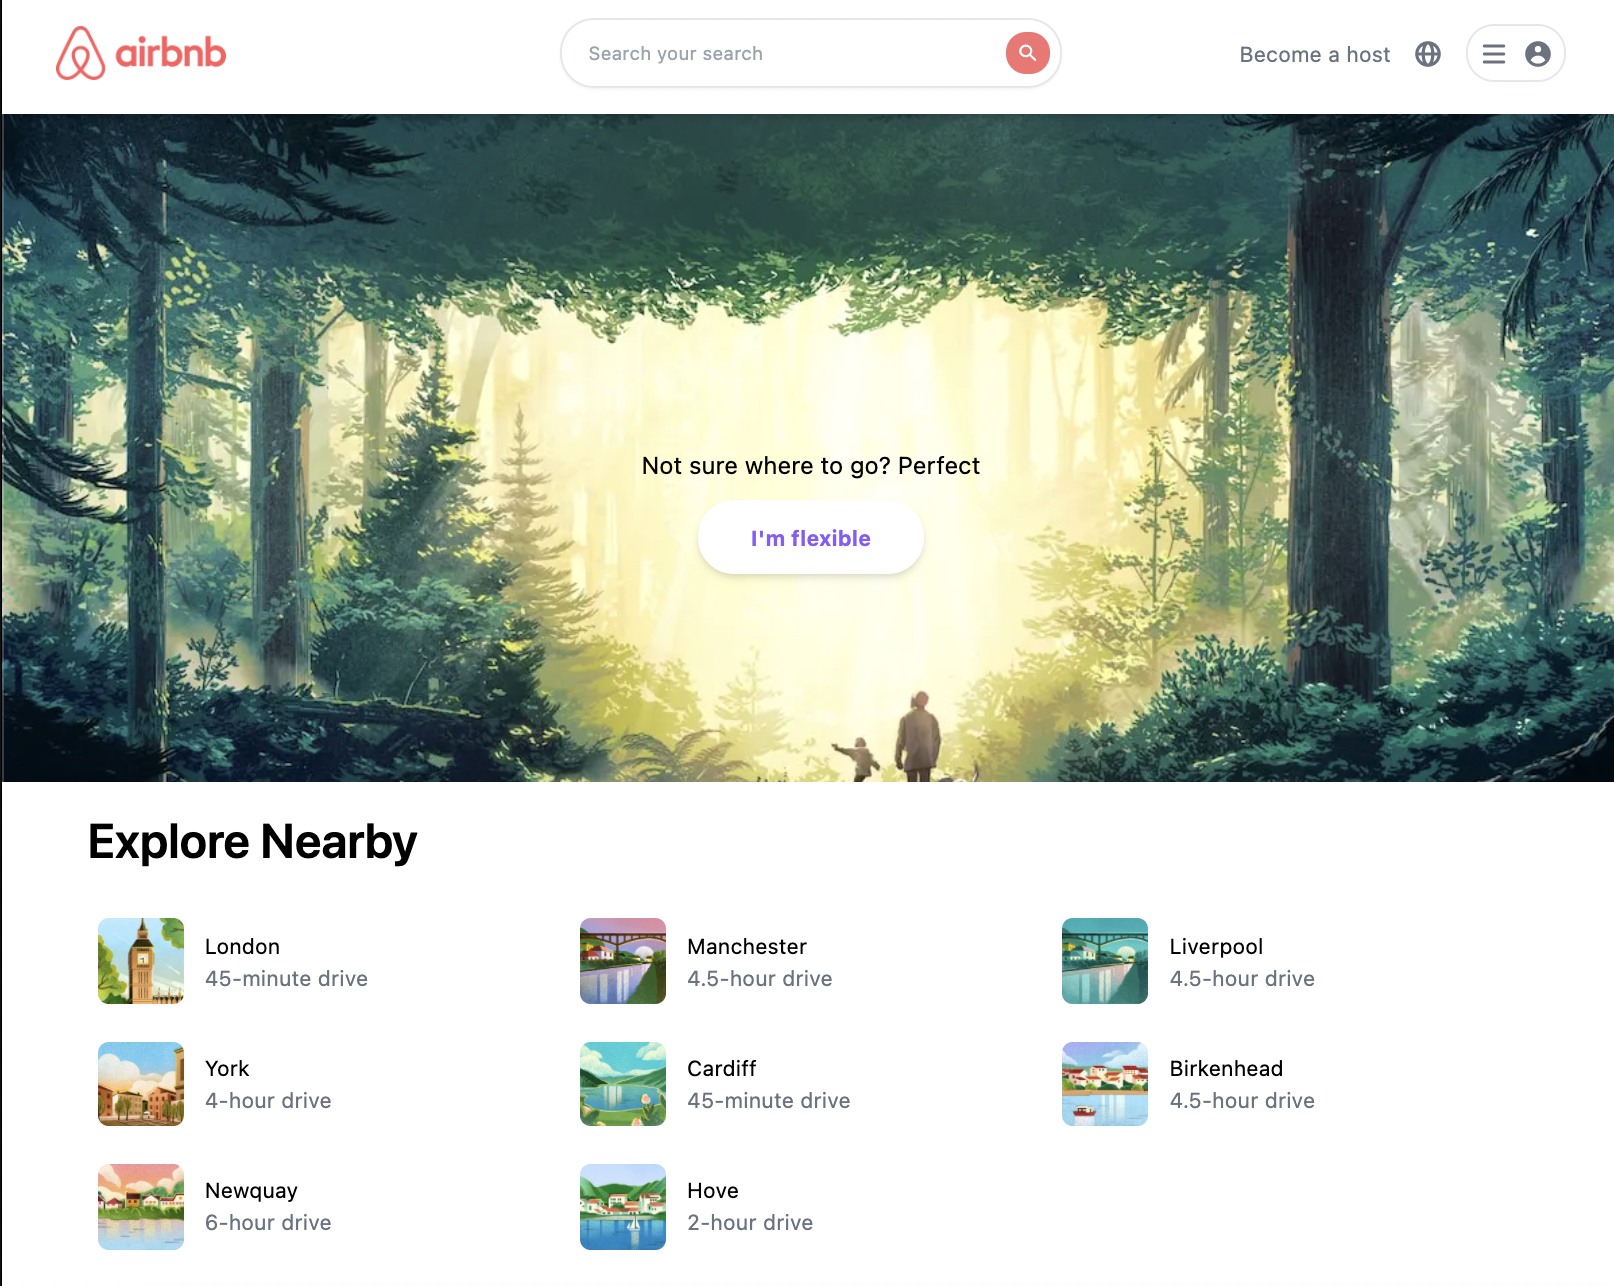 airbnb
Search your search
Become a host
Not sure where to go? Perfect
I'm flexible
Explore Nearby
London
45-minute drive
Manchester
4.5-hour drive
Liverpool
4.5-hour drive
York
4-hour drive
Cardiff
45-minute drive
Birkenhead
4.5-hour drive
Newquay
6-hour drive
Hove
2-hour drive